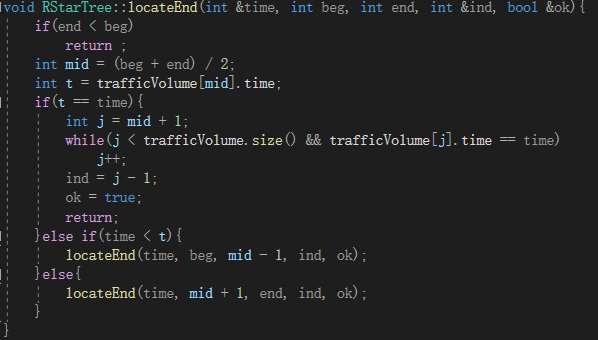 void RStarTree::locateEnd(int &time, int beg, int end, int &ind, bool &ok){
    if(end < beg)
        return ;
    int mid = (beg + end) / 2;
    int t = trafficVolume[mid].time;
    if(t == time){
        int j = mid + 1;
        while(j < trafficVolume.size() && trafficVolume[j].time == time)
            j++;
        ind = j - 1;
        ok = true;
        return;
    }else if(time < t){
        locateEnd(time, beg, mid - 1, ind, ok);
    }else{
        locateEnd(time, mid + 1, end, ind, ok);
    }
}